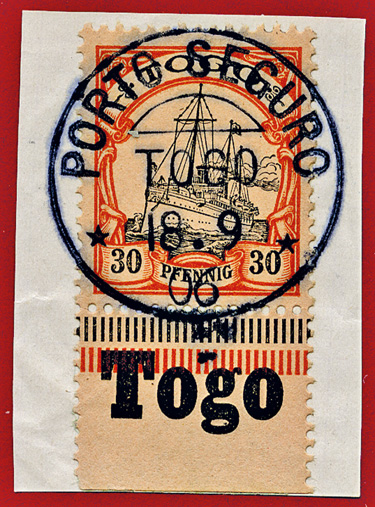 TOGO
PORTO SEGURO
TOGO
18.9
30 PFENNIG 30
06
Togo